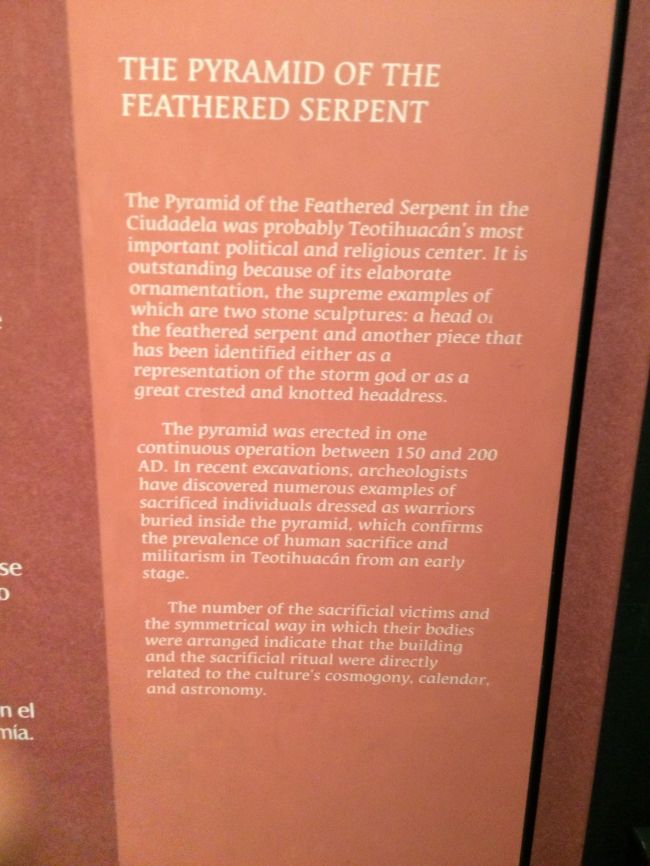 THE PYRAMID OF THE
FEATHERED SERPENT
The Pyramid of the Feathered Serpent in the
Ciudadela was probably Teotihuacán's most
important political and religious center. It is
outstanding because of its elaborate
ornamentation, the supreme examples of
which are two stone sculptures: a head of
the feathered serpent and another piece that
has been identified either as a
representation of the storm god or as a
great crested and knotted headdress.
The pyramid was erected in one
continuous operation between 150 and 200
AD. In recent excavations, archeologists
have discovered numerous examples of
sacrificed individuals dressed as warriors
buried inside the pyramid, which confirms
the prevalence of human sacrifice and
militarism in Teotihuacán from an early
stage.
The number of the sacrificial victims and
the symmetrical way in which their bodies
were arranged indicate that the building
and the sacrificial ritual were directly
related to the culture's cosmogony, calendar,
and astronomy.
se
o
n el
mía.